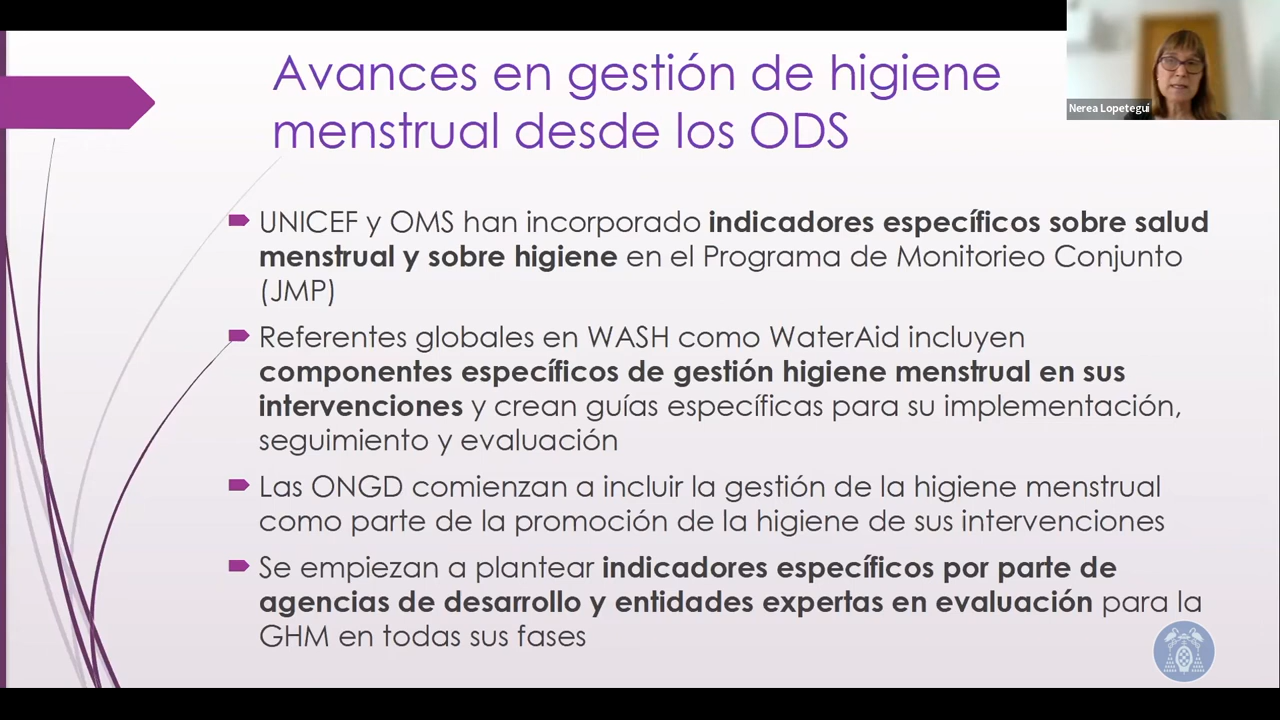 Avances en gestión de higiene
menstrual desde los ODS
Nerea Lopetegui
UNICEF y OMS han incorporado indicadores específicos sobre salud
menstrual y sobre higiene en el Programa de Monitorieo Conjunto
(JMP)
Referentes globales en WASH como WaterAid incluyen
componentes específicos de gestión higiene menstrual en sus
intervenciones y crean guías específicas para su implementación,
seguimiento y evaluación
Las ONGD comienzan a incluir la gestión de la higiene menstrual
como parte de la promoción de la higiene de sus intervenciones
Se empiezan a plantear indicadores específicos por parte de
agencias de desarrollo y entidades expertas en evaluación para la
GHM en todas sus fases